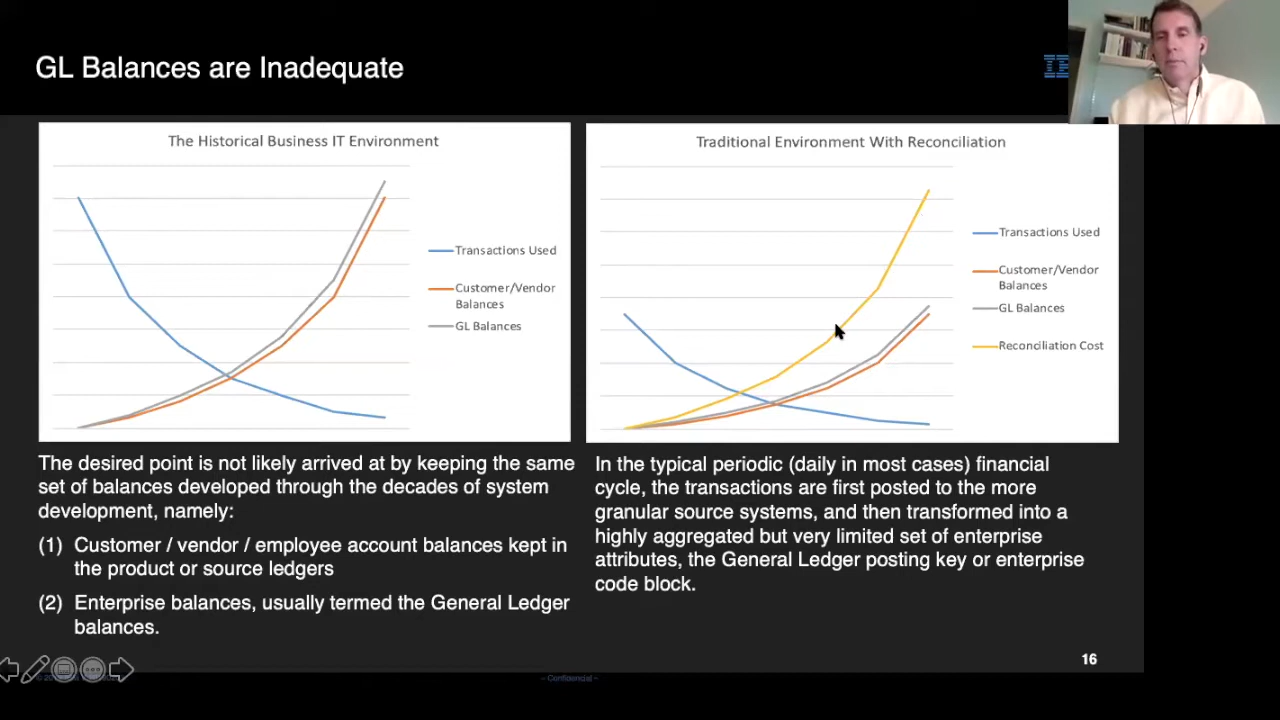 GL Balances are Inadequate
The Historical Business IT Environment
Transactions Used
Customer/Vendor
Balances
GL Balances
Traditional Environment With Reconciliation
Transactions Used
Customer/Vendor
Balances
GL Balances
Reconciliation Cost
The desired point is not likely arrived at by keeping the same
set of balances developed through the decades of system
development, namely:
(1) Customer / vendor / employee account balances kept in
the product or source ledgers
(2) Enterprise balances, usually termed the General Ledger
balances.
In the typical periodic (daily in most cases) financial
cycle, the transactions are first posted to the more
granular source systems, and then transformed into a
highly aggregated but very limited set of enterprise
attributes, the General Ledger posting key or enterprise
code block.
16
– Confidencial –